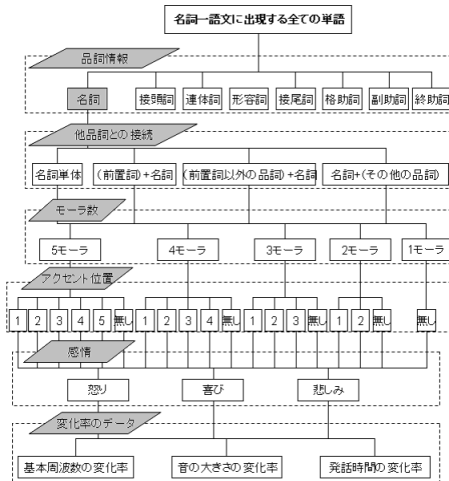 名詞一語文に出現する全ての単語
品詞情報
名詞 接頭詞 連体詞 形容詞 接尾詞 格助詞 副助詞 終助詞
他品詞との接続
名詞単体 (前置詞)+名詞 (前置詞以外の品詞)+名詞 名詞+(その他の品詞)
モーラ数
5モーラ 4モーラ 3モーラ 2モーラ 1モーラ
アクセント位置
1 2 3 4 5 無し 1 2 3 4 無し 1 2 3 無し 1 2 無し 無し
感情
怒り 喜び 悲しみ
変化率のデータ
基本周波数の変化率 音の大きさの変化率 発話時間の変化率